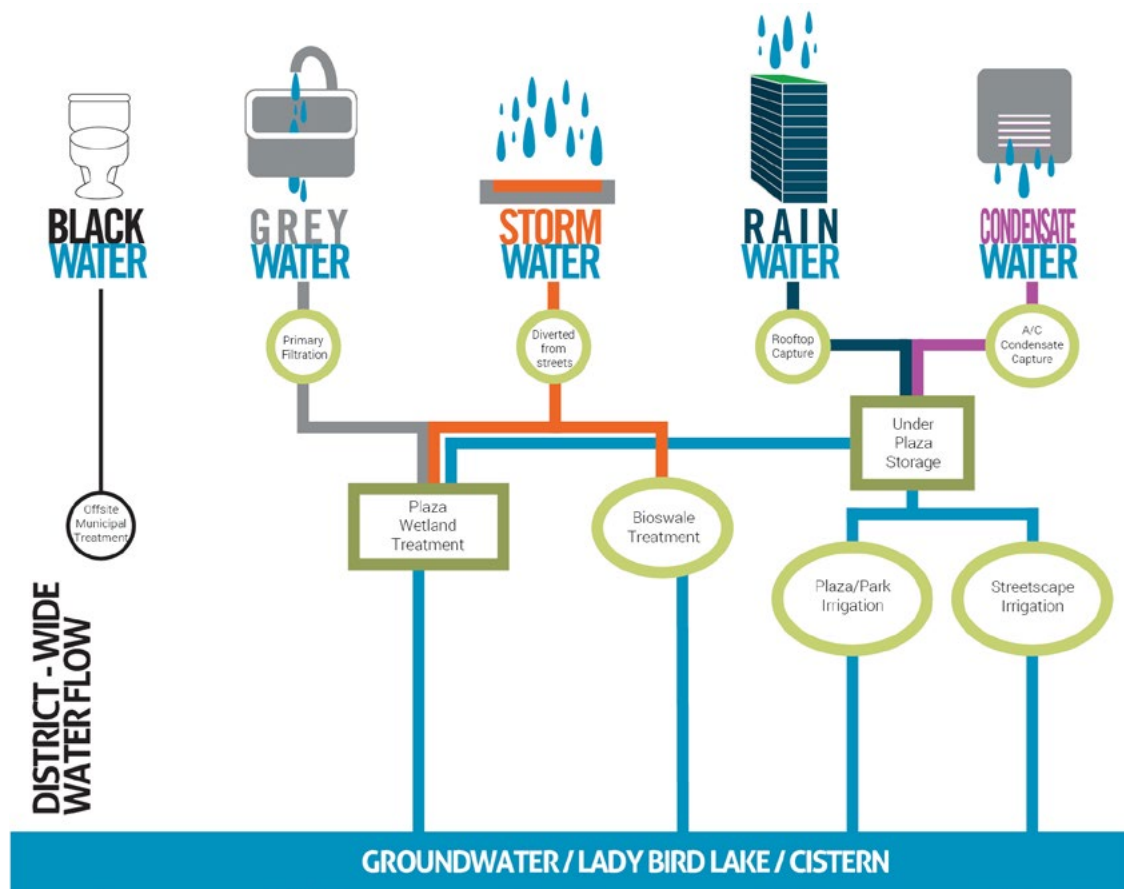 BLACK
WATER
GREY
WATER
STORM
WATER
RAIN
WATER
CONDENSATE
WATER
Primary
Filtration
Diverted
from
streets
Rooftop
Capture
A/C
Condensate
Capture
Under
Plaza
Storage
Offsite
Municipal
Treatment
Plaza
Wetland
Treatment
Bioswale
Treatment
Plaza/Park
Irrigation
Streetscape
Irrigation
DISTRICT - WIDE
WATER FLOW
GROUNDWATER / LADY BIRD LAKE / CISTERN